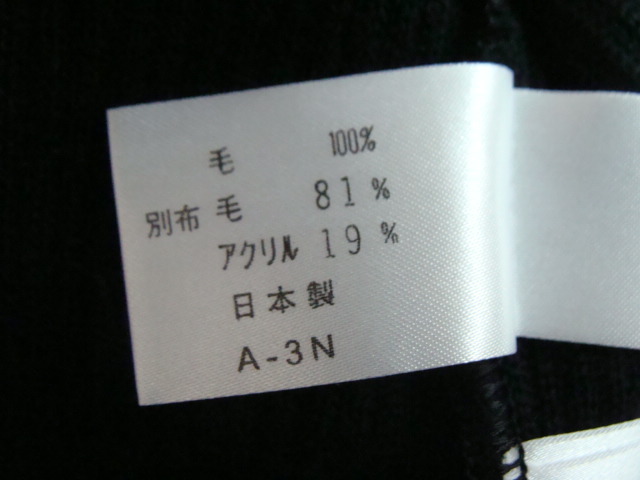 毛 100%
別布 毛 81%
アクリル 19%
日本製
A-3N